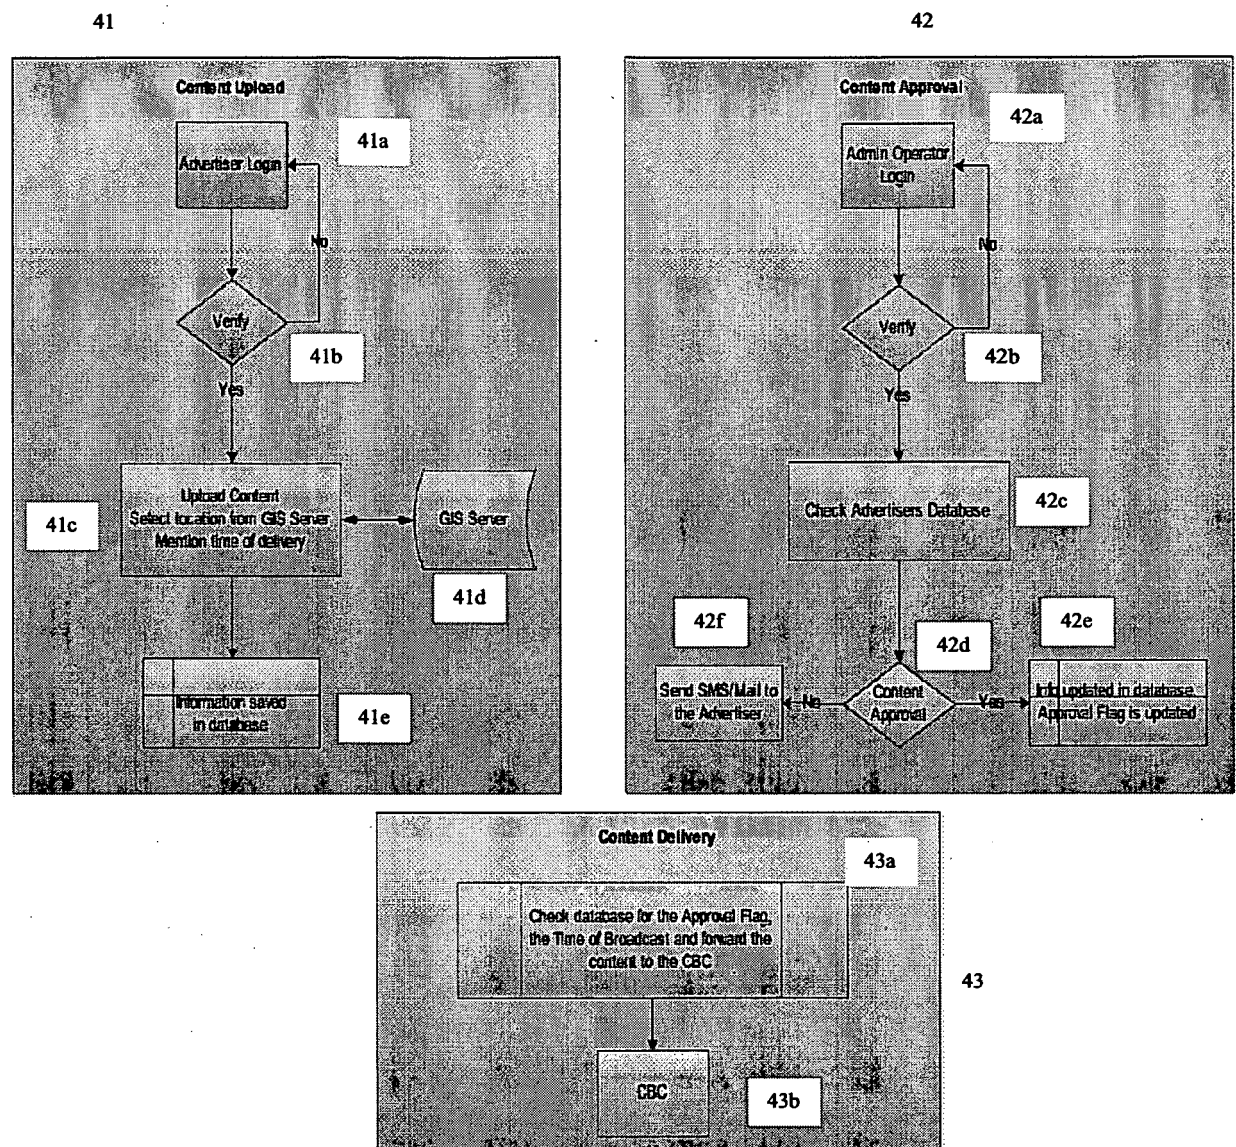 41
Content Upload
Advertiser Login
41a
No
Verify
41b
Yes
Upload Content
Select location from GIS Server
Mention time of delivery
41c
GIS Server
41d
Information saved
in database
41e
42
Content Approval
42a
Admin Operator
Login
No
Verify
42b
Yes
Check Advertisers Database
42c
42f
42d
42e
Send SMS/Mail to
the Advertiser
No
Content
Approval
Yes
Info updated in database
Approval Flag is updated
Content Delivery
43a
Check database for the Approval Flag,
the Time of Broadcast and forward the
content to the CBC
43
CBC
43b